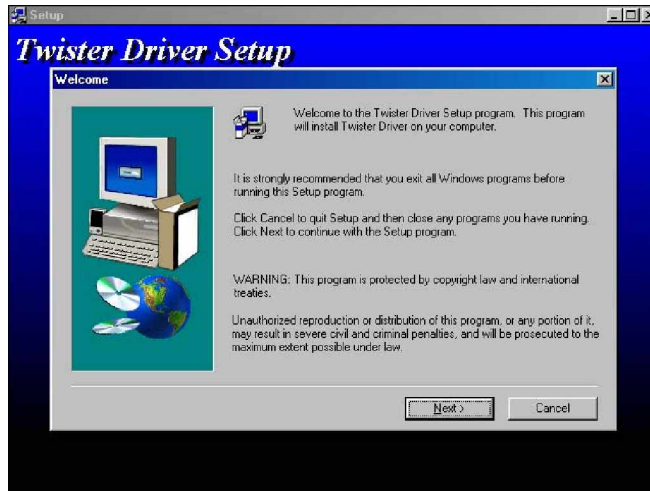 Setup
Twister Driver Setup
Welcome
Welcome to the Twister Driver Setup program. This program
will install Twister Driver on your computer.
It is strongly recommended that you exit all Windows programs before
running this Setup program.
Click Cancel to quit Setup and then close any programs you have running.
Click Next to continue with the Setup program.
WARNING: This program is protected by copyright law and international
treaties.
Unauthorized reproduction or distribution of this program, or any portion of it,
may result in severe civil and criminal penalties, and will be prosecuted to the
maximum extent possible under law.
Next >
Cancel